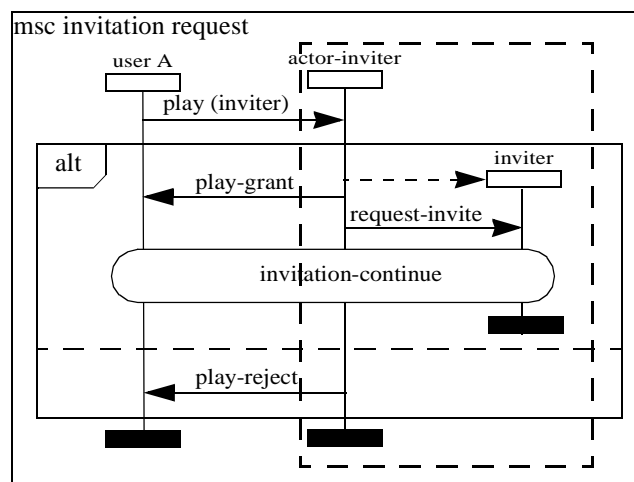 msc invitation request
user A
actor-inviter
play (inviter)
alt
inviter
play-grant
request-invite
invitation-continue
play-reject